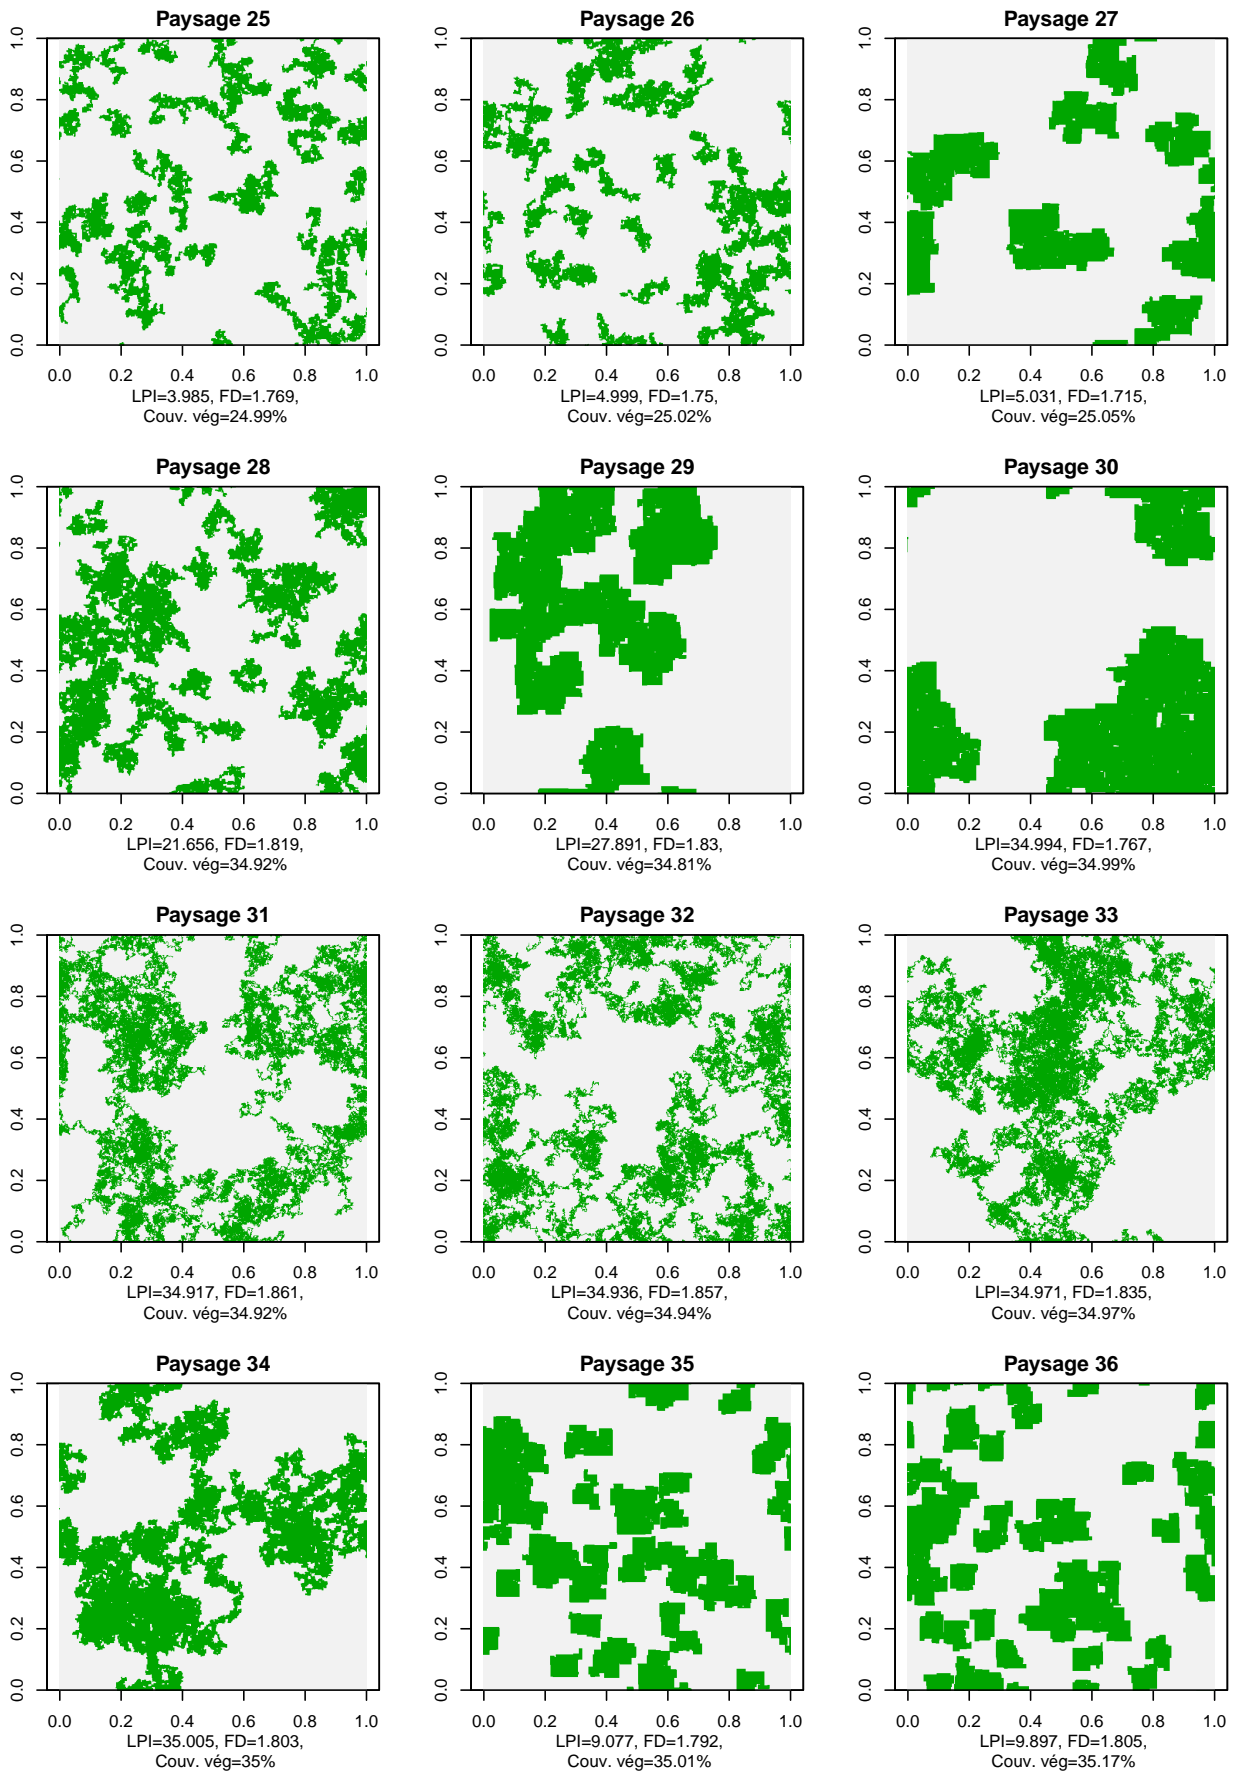 Paysage 25
Paysage 26
Paysage 27
0.0 0.2 0.4 0.6 0.8 1.0
0.0 0.2 0.4 0.6 0.8 1.0
0.0 0.2 0.4 0.6 0.8 1.0
0.0 0.2 0.4 0.6 0.8 1.0
0.0 0.2 0.4 0.6 0.8 1.0
0.0 0.2 0.4 0.6 0.8 1.0
LPI=3.985, FD=1.769,
Couv. vég=24.99%
LPI=4.999, FD=1.75,
Couv. vég=25.02%
LPI=5.031, FD=1.715,
Couv. vég=25.05%
Paysage 28
Paysage 29
Paysage 30
0.0 0.2 0.4 0.6 0.8 1.0
0.0 0.2 0.4 0.6 0.8 1.0
0.0 0.2 0.4 0.6 0.8 1.0
0.0 0.2 0.4 0.6 0.8 1.0
0.0 0.2 0.4 0.6 0.8 1.0
0.0 0.2 0.4 0.6 0.8 1.0
LPI=21.656, FD=1.819,
Couv. vég=34.92%
LPI=27.891, FD=1.83,
Couv. vég=34.81%
LPI=34.994, FD=1.767,
Couv. vég=34.99%
Paysage 31
Paysage 32
Paysage 33
0.0 0.2 0.4 0.6 0.8 1.0
0.0 0.2 0.4 0.6 0.8 1.0
0.0 0.2 0.4 0.6 0.8 1.0
0.0 0.2 0.4 0.6 0.8 1.0
0.0 0.2 0.4 0.6 0.8 1.0
0.0 0.2 0.4 0.6 0.8 1.0
LPI=34.917, FD=1.861,
Couv. vég=34.92%
LPI=34.936, FD=1.857,
Couv. vég=34.94%
LPI=34.971, FD=1.835,
Couv. vég=34.97%
Paysage 34
Paysage 35
Paysage 36
0.0 0.2 0.4 0.6 0.8 1.0
0.0 0.2 0.4 0.6 0.8 1.0
0.0 0.2 0.4 0.6 0.8 1.0
0.0 0.2 0.4 0.6 0.8 1.0
0.0 0.2 0.4 0.6 0.8 1.0
0.0 0.2 0.4 0.6 0.8 1.0
LPI=35.005, FD=1.803,
Couv. vég=35%
LPI=9.077, FD=1.792,
Couv. vég=35.01%
LPI=9.897, FD=1.805,
Couv. vég=35.17%